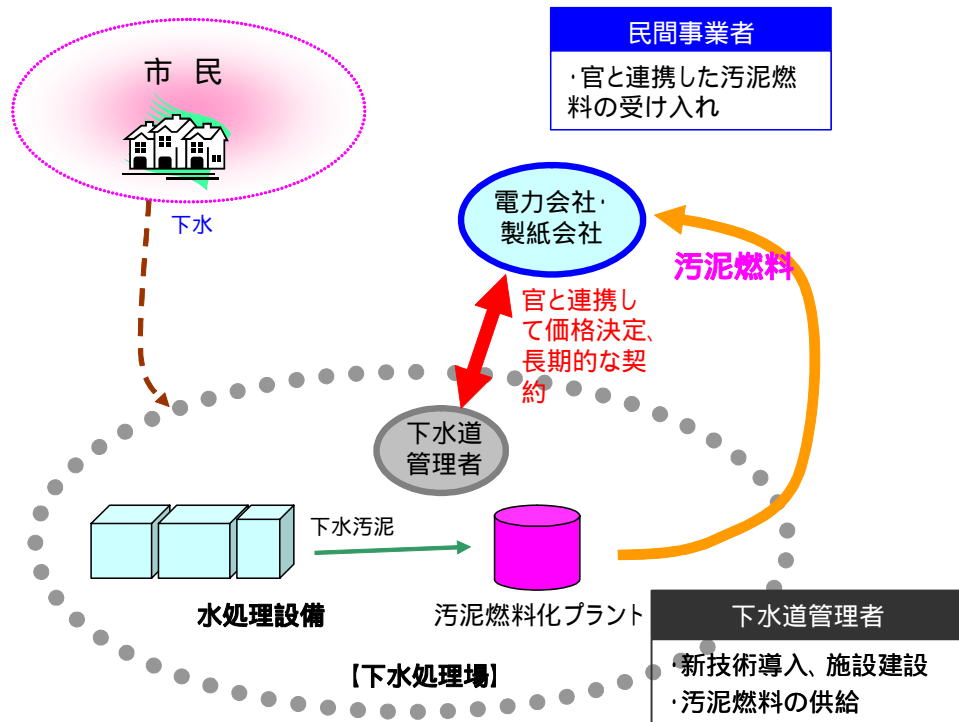 市 民
下水
民間事業者
・官と連携した汚泥燃
料の受け入れ
電力会社・
製紙会社
汚泥燃料
官と連携し
て価格決定、
長期的な契
約
下水道
管理者
下水汚泥
水処理設備
汚泥燃料化プラント
【下水処理場】
下水道管理者
・新技術導入、施設建設
・汚泥燃料の供給